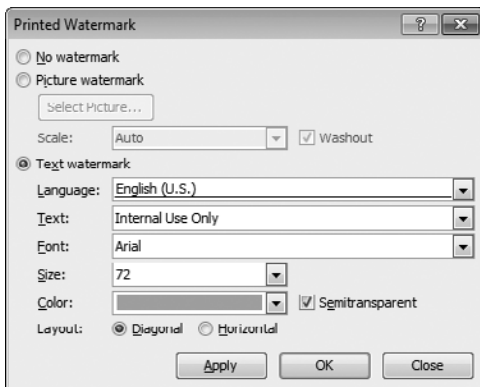 Printed Watermark
No watermark
Picture watermark
Select Picture...
Scale: Auto Washout
Text watermark
Language: English (U.S.)
Text: Internal Use Only
Font: Arial
Size: 72
Color: Semitransparent
Layout: Diagonal Horizontal
Apply OK Close